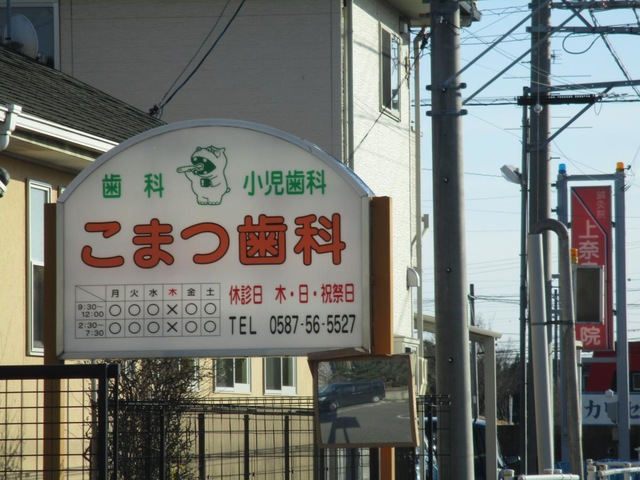 歯科 小児歯科
こまつ歯科
月 火 水 木 金 土
9:30~12:00 ○ ○ ○ × ○ ○
2:30~7:30 ○ ○ ○ × ○ ○
休診日 木・日・祝祭日
TEL 0587-56-5527
上奈
院
カ